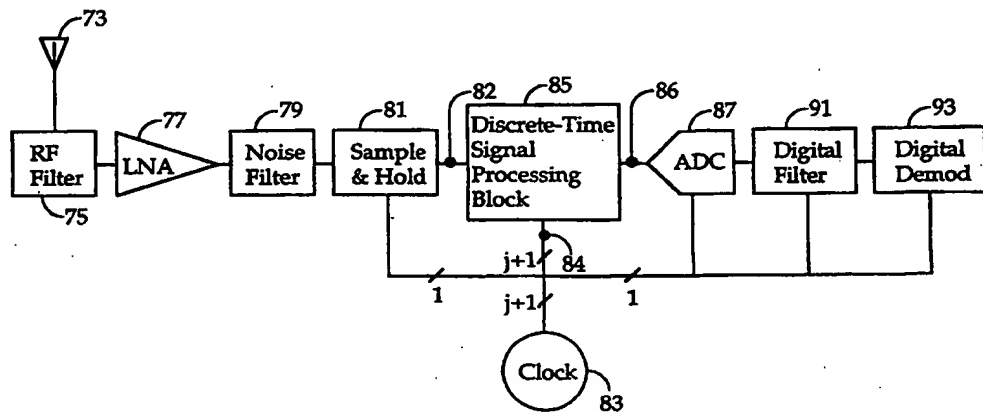 73
77
79
81
82
85
86
87
91
93
RF
Filter
75
LNA
Noise
Filter
Sample
& Hold
Discrete-Time
Signal
Processing
Block
ADC
Digital
Filter
Digital
Demod
j+1
84
1
1
j+1
Clock
83